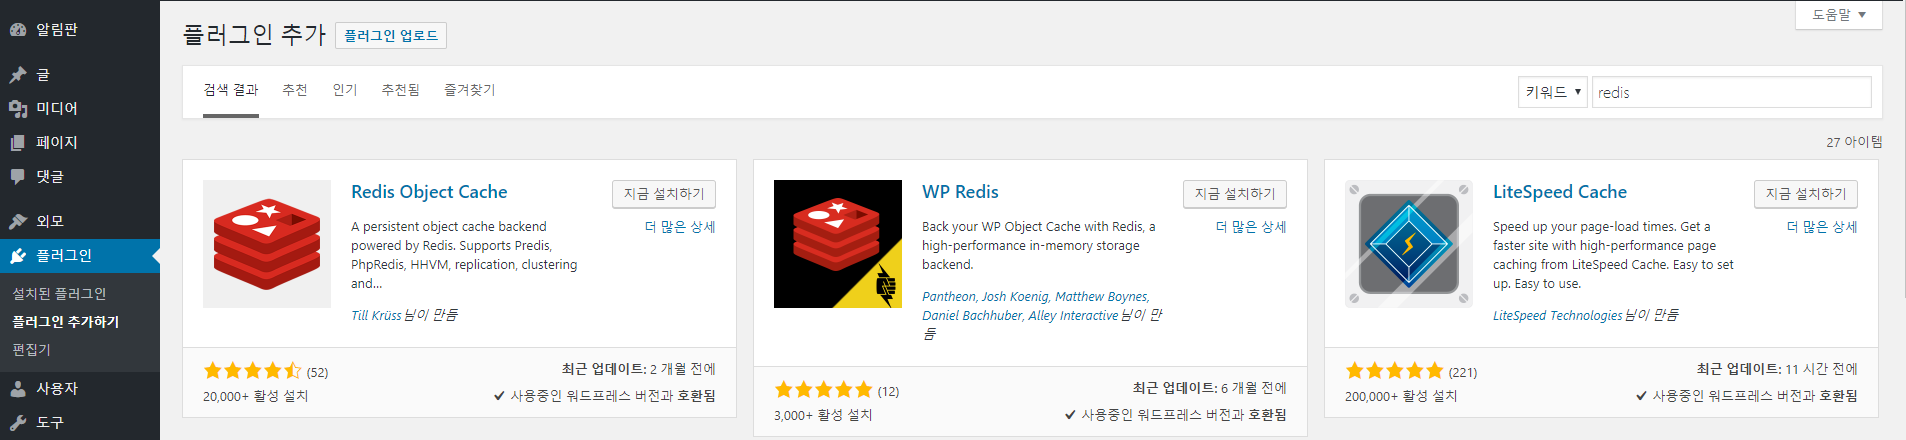 알림판
글
미디어
페이지
댓글
외모
플러그인
설치된 플러그인
플러그인 추가하기
편집기
사용자
도구
도움말
플러그인 추가 플러그인 업로드
검색 결과 추천 인기 추천됨 즐겨찾기 키워드 redis
27 아이템
Redis Object Cache
지금 설치하기
더 많은 상세
A persistent object cache backend
powered by Redis. Supports Predis,
PhpRedis, HHVM, replication, clustering
and...
Till Krüss 님이 만듬
(52)
20,000+ 활성 설치
최근 업데이트: 2 개월 전에
사용중인 워드프레스 버전과 호환됨
WP Redis
지금 설치하기
더 많은 상세
Back your WP Object Cache with Redis, a
high-performance in-memory storage
backend.
Pantheon, Josh Koenig, Matthew Boynes,
Daniel Bachhuber, Alley Interactive 님이 만
듬
(12)
3,000+ 활성 설치
최근 업데이트: 6 개월 전에
사용중인 워드프레스 버전과 호환됨
LiteSpeed Cache
지금 설치하기
더 많은 상세
Speed up your page-load times. Get a
faster site with high-performance page
caching from LiteSpeed Cache. Easy to set
up. Easy to use.
LiteSpeed Technologies 님이 만듬
(221)
200,000+ 활성 설치
최근 업데이트: 11 시간 전에
사용중인 워드프레스 버전과 호환됨